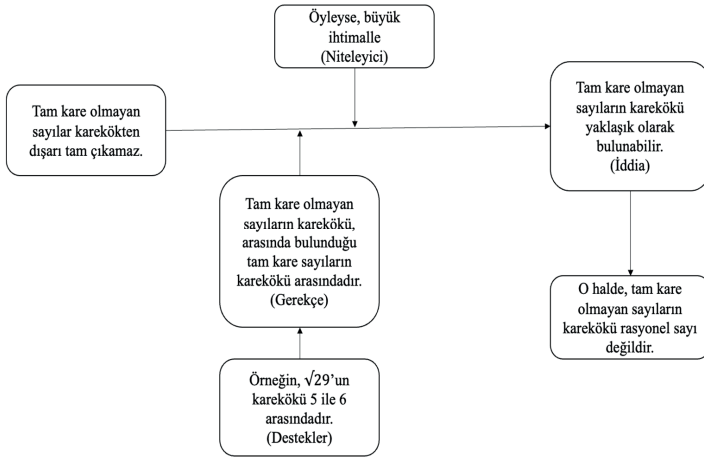 Öyleyse, büyük
ihtimalle
(Niteleyici)
Tam kare olmayan
sayılar karekökten
dışarı tam çıkamaz.
Tam kare olmayan
sayıların karekökü
yaklaşık olarak
bulunabilir.
(İddia)
Tam kare olmayan
sayıların karekökü,
arasında bulunduğu
tam kare sayıların
karekökü arasındadır.
(Gerekçe)
O halde, tam kare
olmayan sayıların
karekökü rasyonel sayı
değildir.
Örneğin, √29’un
karekökü 5 ile 6
arasındadır.
(Destekler)